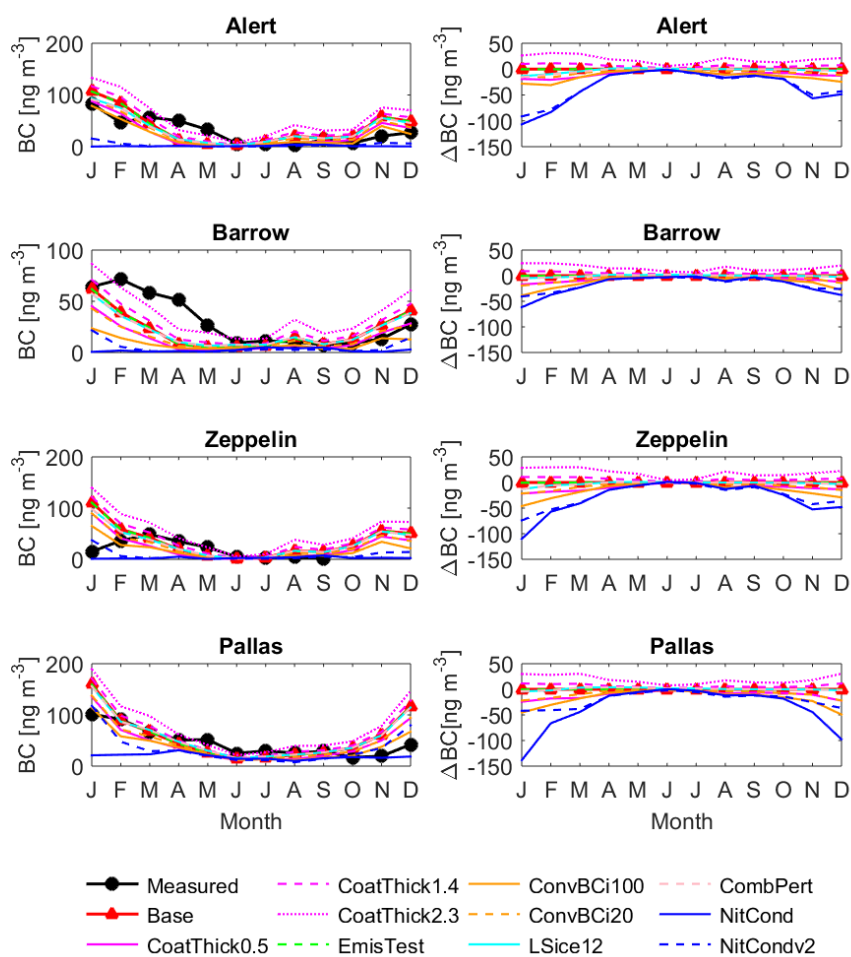 Alert
BC [ng m-3]
200
100
0
J F M A M J J A S O N D
Alert
Δ BC [ng m-3]
50
0
-50
-100
-150
J F M A M J J A S O N D
Barrow
BC [ng m-3]
100
50
0
J F M A M J J A S O N D
Barrow
Δ BC [ng m-3]
50
0
-50
-100
-150
J F M A M J J A S O N D
Zeppelin
BC [ng m-3]
200
100
0
J F M A M J J A S O N D
Zeppelin
Δ BC [ng m-3]
50
0
-50
-100
-150
J F M A M J J A S O N D
Pallas
BC [ng m-3]
200
100
0
J F M A M J J A S O N D
Month
Pallas
Δ BC[ng m-3]
50
0
-50
-100
-150
J F M A M J J A S O N D
Month
Measured
Base
CoatThick0.5
CoatThick1.4
CoatThick2.3
EmisTest
ConvBCi100
ConvBCi20
LSice12
CombPert
NitCond
NitCondv2